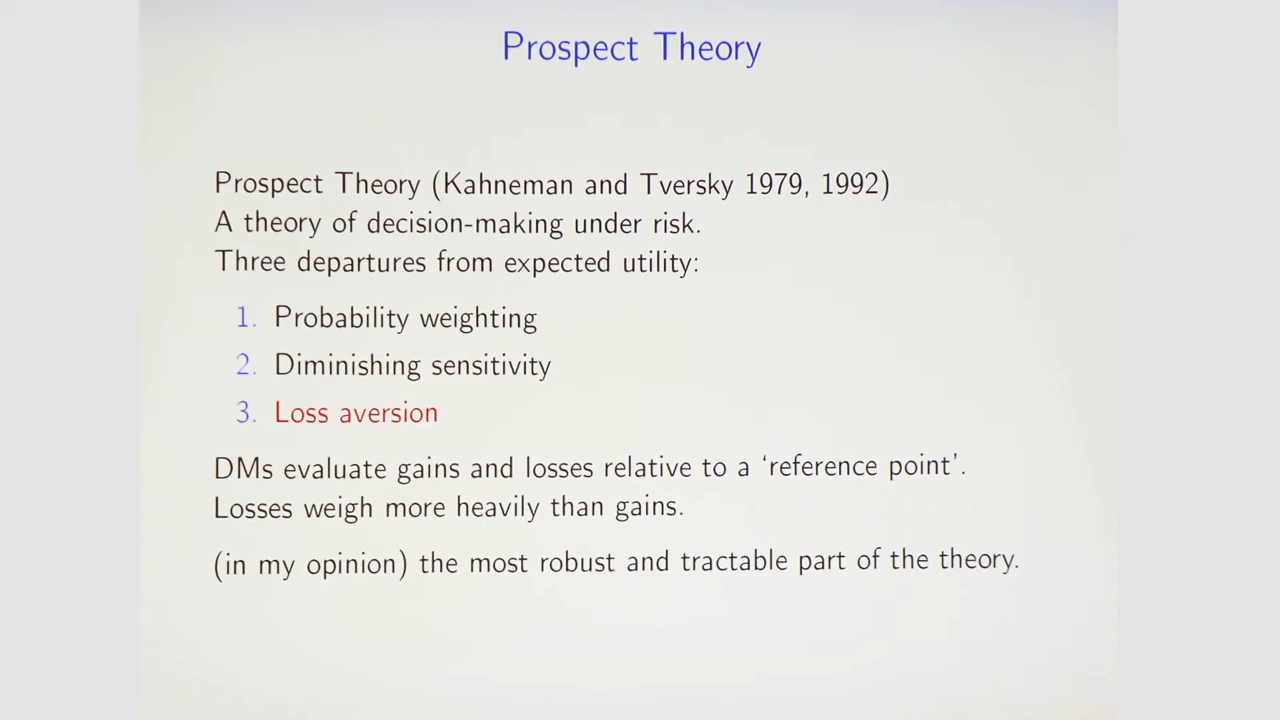 Prospect Theory
Prospect Theory (Kahneman and Tversky 1979, 1992)
A theory of decision-making under risk.
Three departures from expected utility:
1. Probability weighting
2. Diminishing sensitivity
3. Loss aversion
DMs evaluate gains and losses relative to a ‘reference point’.
Losses weigh more heavily than gains.
(in my opinion) the most robust and tractable part of the theory.